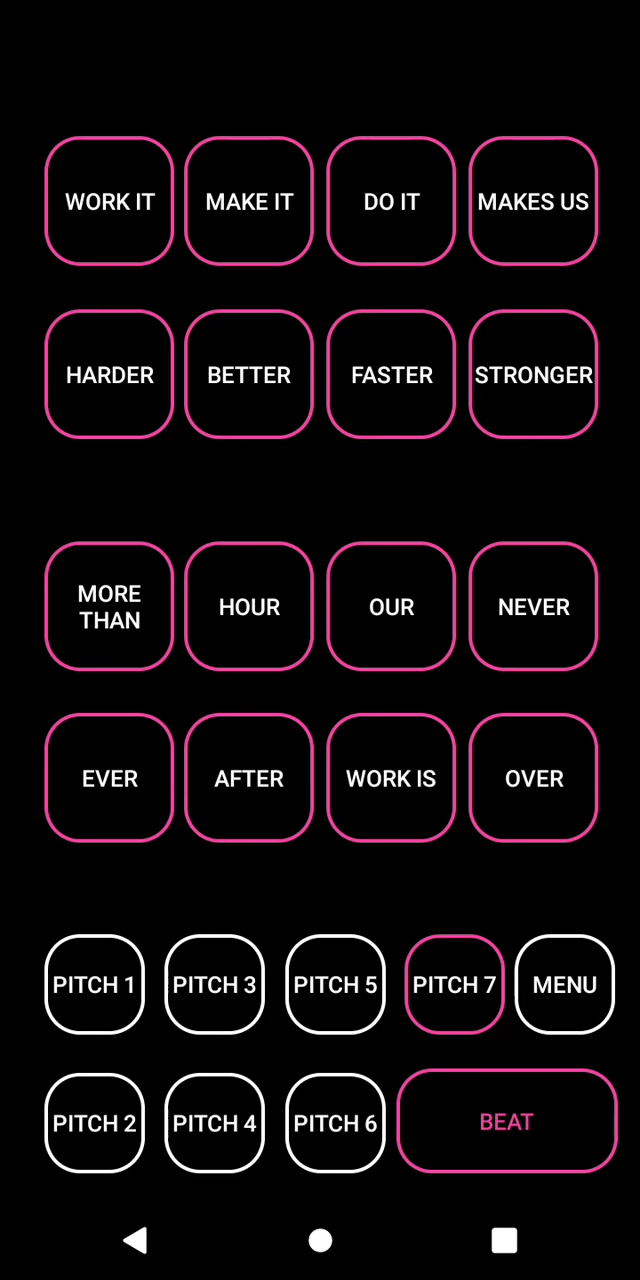 WORK IT MAKE IT DO IT MAKES US
HARDER BETTER FASTER STRONGER
MORE
THAN
HOUR OUR NEVER
EVER AFTER WORK IS OVER
PITCH 1 PITCH 3 PITCH 5 PITCH 7 MENU
PITCH 2 PITCH 4 PITCH 6 BEAT